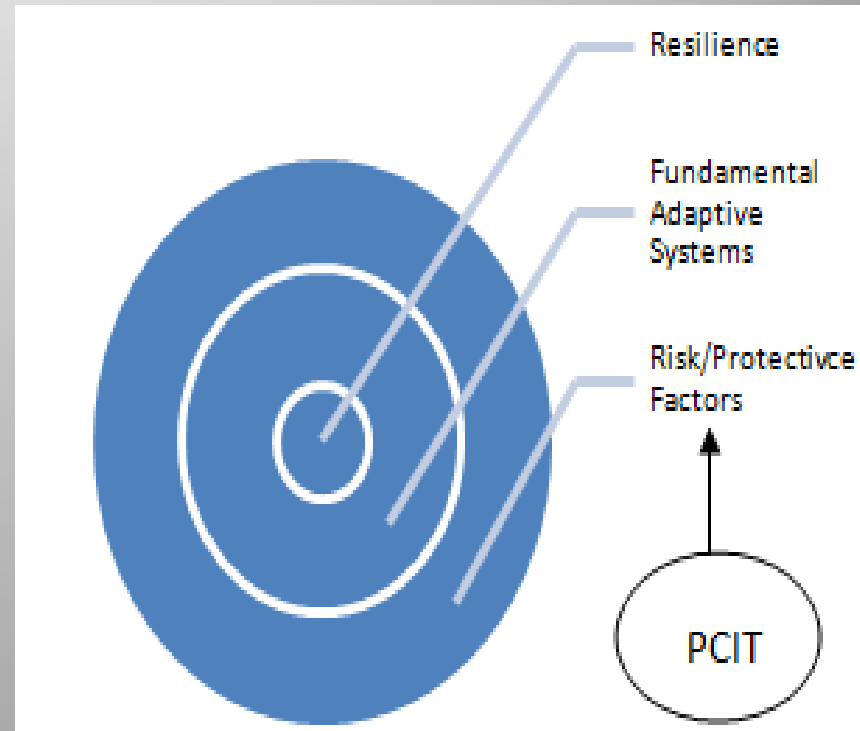 Resilience
Fundamental
Adaptive
Systems
Risk/Protectivce
Factors
PCIT